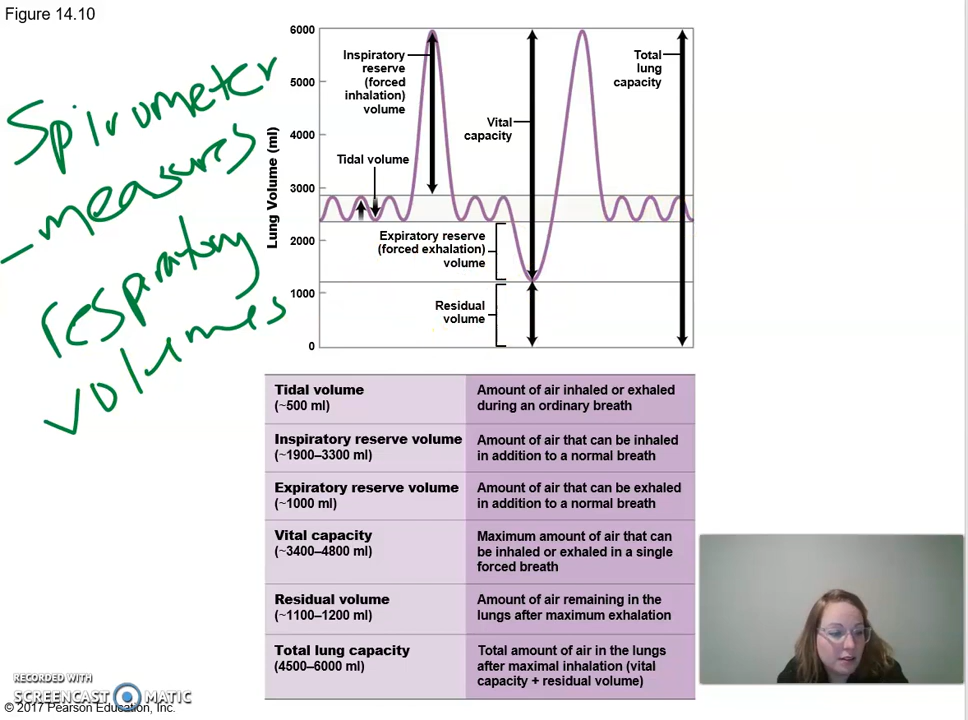 Figure 14.10
Spirometer
- measures
respiratory
volumes
Lung Volume (ml)
6000
5000
4000
3000
2000
1000
0
Inspiratory
reserve
(forced
inhalation)
volume
Tidal volume
Vital
capacity
Total
lung
capacity
Expiratory reserve
(forced exhalation)
volume
Residual
volume
Tidal volume
(~500 ml)
Amount of air inhaled or exhaled
during an ordinary breath
Inspiratory reserve volume
(~1900–3300 ml)
Amount of air that can be inhaled
in addition to a normal breath
Expiratory reserve volume
(~1000 ml)
Amount of air that can be exhaled
in addition to a normal breath
Vital capacity
(~3400–4800 ml)
Maximum amount of air that can
be inhaled or exhaled in a single
forced breath
Residual volume
(~1100–1200 ml)
Amount of air remaining in the
lungs after maximum exhalation
Total lung capacity
(4500–6000 ml)
Total amount of air in the lungs
after maximal inhalation (vital
capacity + residual volume)
RECORDED WITH
SCREENCAST MATIC
© 2017 Pearson Education, Inc.